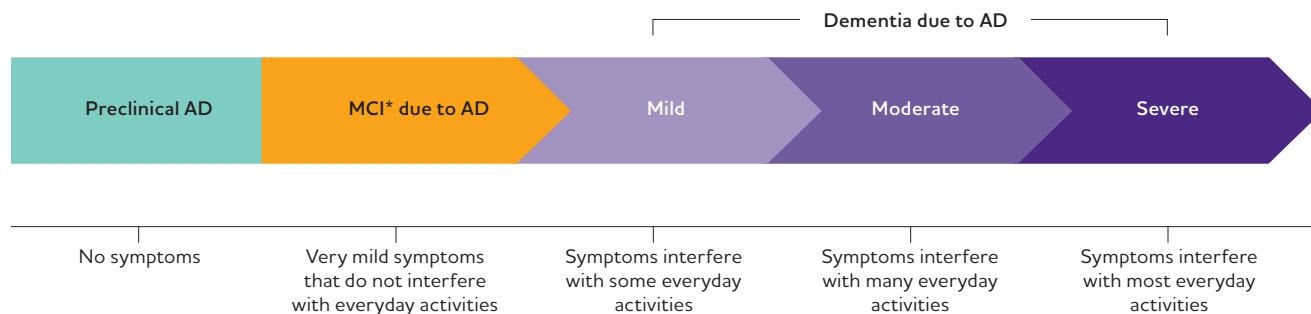 Dementia due to AD
Preclinical AD
MCI* due to AD
Mild
Moderate
Severe
No symptoms
Very mild symptoms
that do not interfere
with everyday activities
Symptoms interfere
with some everyday
activities
Symptoms interfere
with many everyday
activities
Symptoms interfere
with most everyday
activities